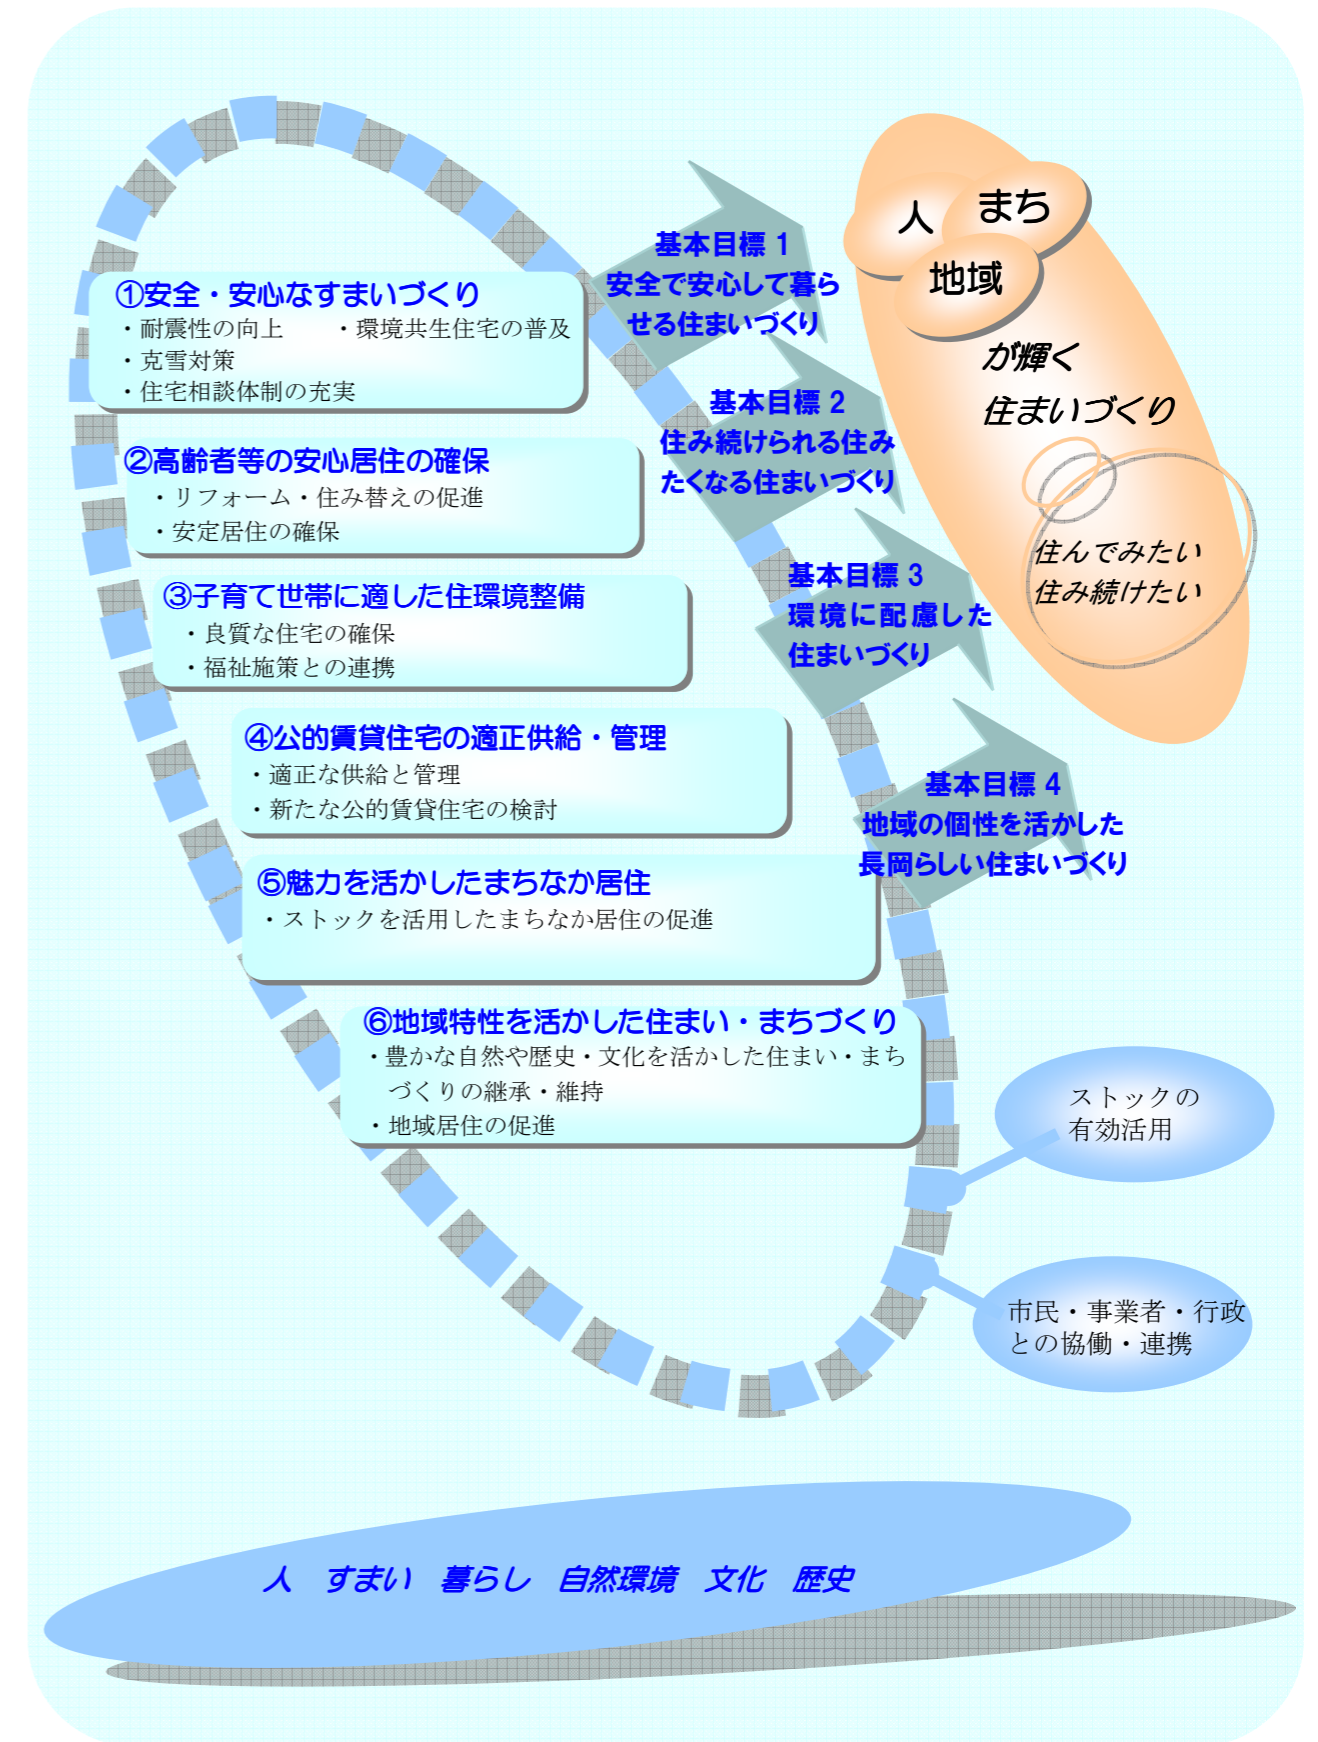 人
まち
地域
が輝く
住まいづくり
住んでみたい
住み続けたい
基本目標 1
安全で安心して暮ら
せる住まいづくり
基本目標 2
住み続けられる住み
たくなる住まいづくり
基本目標 3
環境に配慮した
住まいづくり
基本目標 4
地域の個性を活かした
長岡らしい住まいづくり
①安全・安心なすまいづくり
・耐震性の向上　　・環境共生住宅の普及
・克雪対策
・住宅相談体制の充実
②高齢者等の安心居住の確保
・リフォーム・住み替えの促進
・安定居住の確保
③子育て世帯に適した住環境整備
・良質な住宅の確保
・福祉施策との連携
④公的賃貸住宅の適正供給・管理
・適正な供給と管理
・新たな公的賃貸住宅の検討
⑤魅力を活かしたまちなか居住
・ストックを活用したまちなか居住の促進
⑥地域特性を活かした住まい・まちづくり
・豊かな自然や歴史・文化を活かした住まい・まち
づくりの継承・維持
・地域居住の促進
ストックの
有効活用
市民・事業者・行政
との協働・連携
人　すまい　暮らし　自然環境　文化　歴史